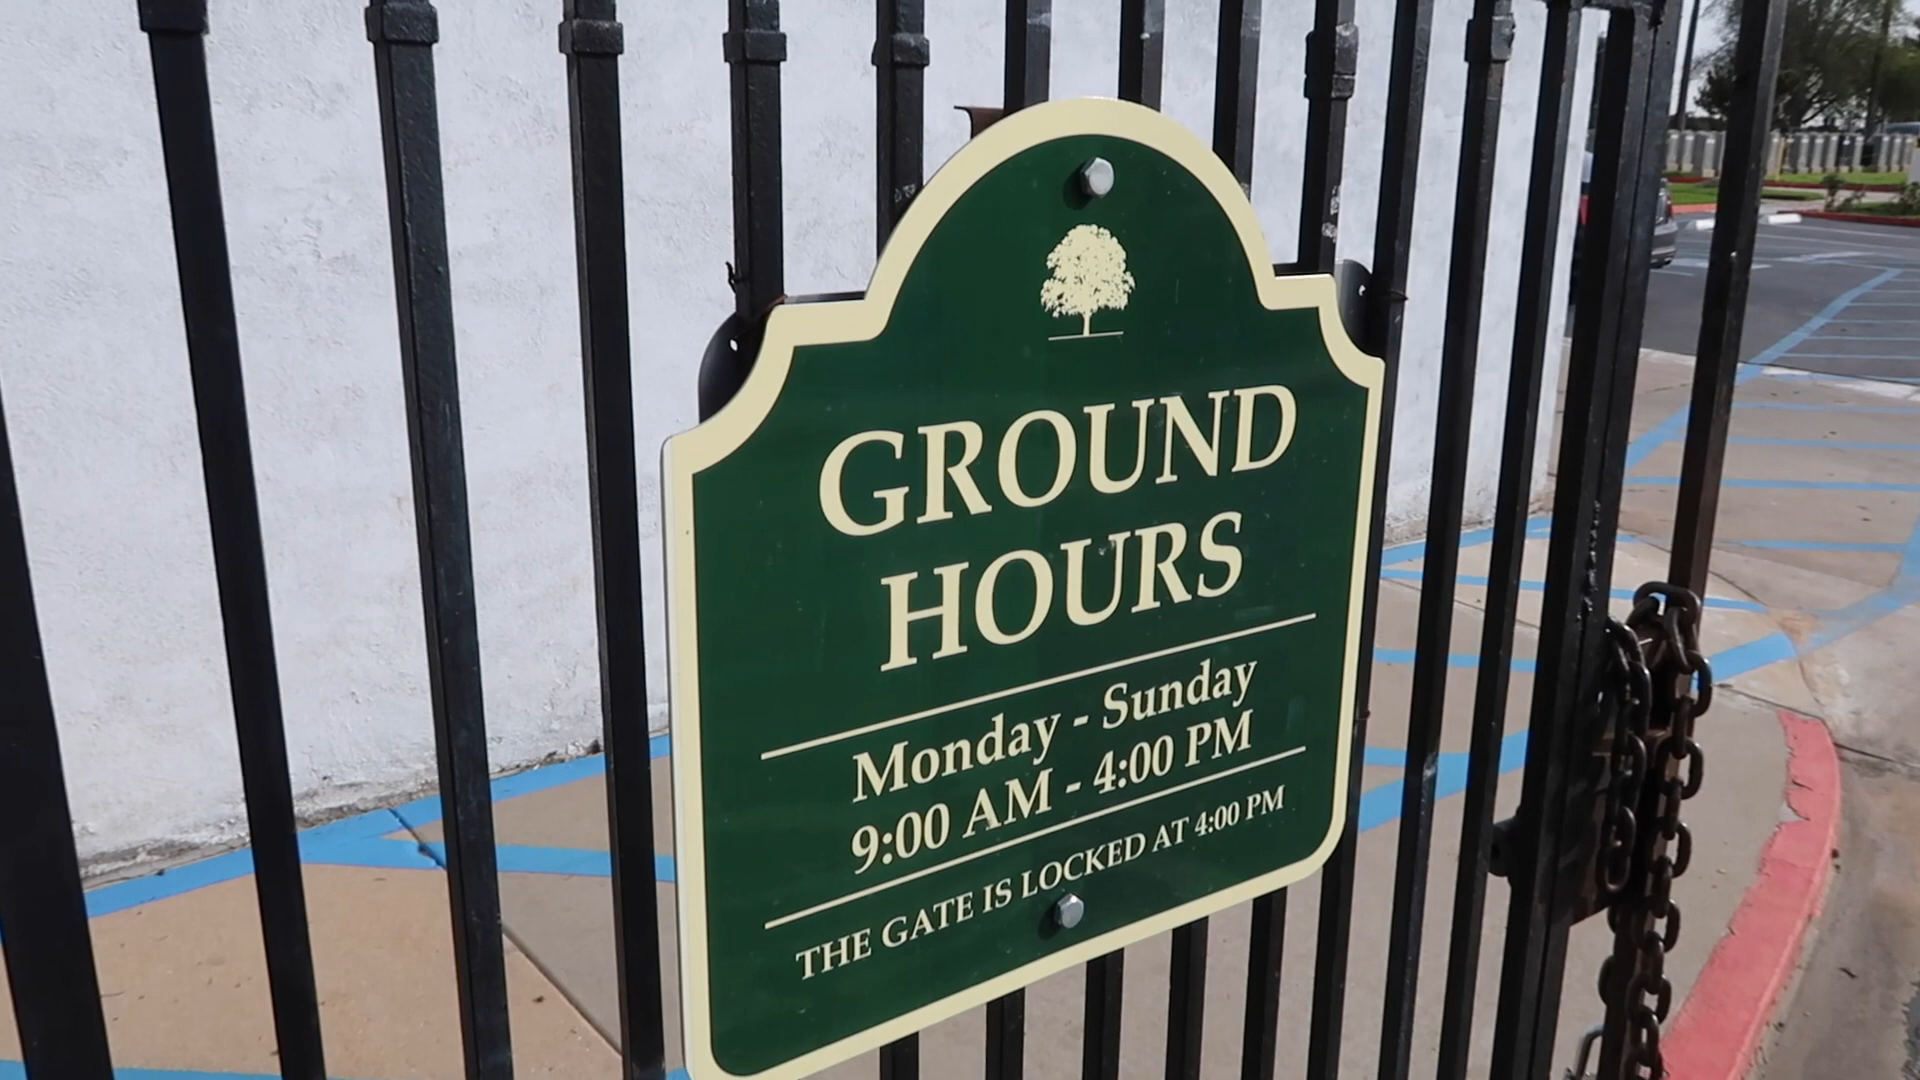 GROUND
HOURS
Monday - Sunday
9:00 AM - 4:00 PM
THE GATE IS LOCKED AT 4:00 PM